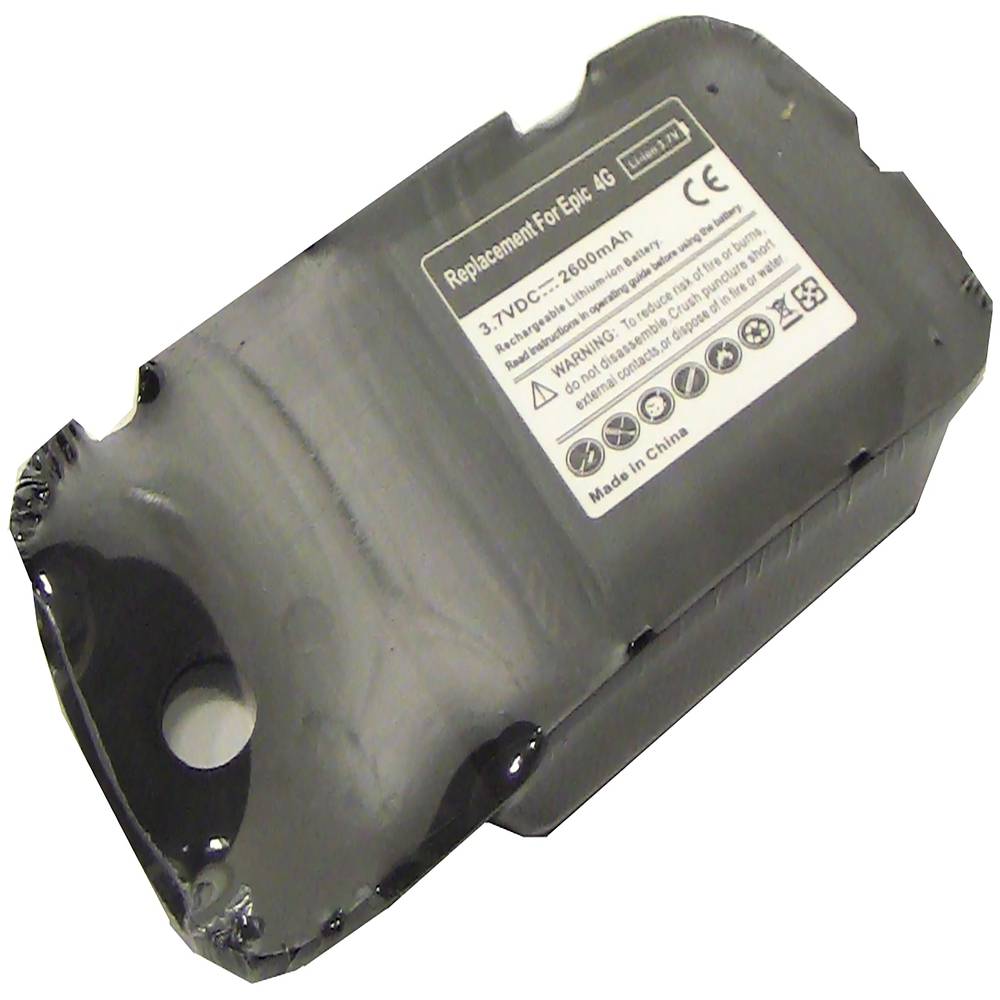 Replacement For Epic 4G
Li-ion 3.7V
3.7VDC 2600mAh
CE
Rechargeable Lithium-ion Battery.
Read instructions in operating guide before using the battery.
WARNING: To reduce risk of fire or burns,
do not disassemble.Crush puncture short
external contacts,or dispose of in fire or water.
Made in China